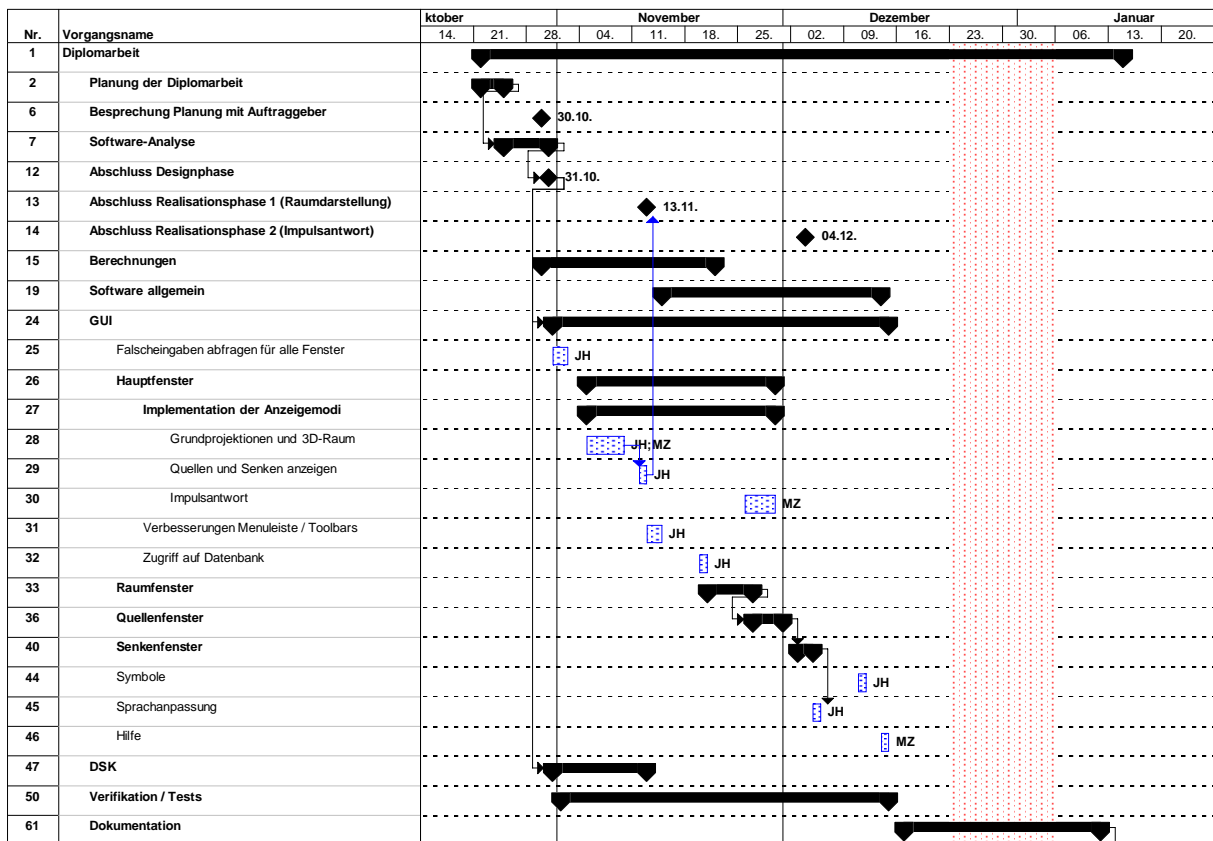 ktober November Dezember Januar
Nr. Vorgangsname 14. 21. 28. 04. 11. 18. 25. 02. 09. 16. 23. 30. 06. 13. 20.
1 Diplomarbeit
2 Planung der Diplomarbeit
6 Besprechung Planung mit Auftraggeber 30.10.
7 Software-Analyse
12 Abschluss Designphase 31.10.
13 Abschluss Realisationsphase 1 (Raumdarstellung) 13.11.
14 Abschluss Realisationsphase 2 (Impulsantwort) 04.12.
15 Berechnungen
19 Software allgemein
24 GUI
25 Falscheingaben abfragen für alle Fenster JH
26 Hauptfenster
27 Implementation der Anzeigemodi
28 Grundprojektionen und 3D-Raum JH;MZ
29 Quellen und Senken anzeigen JH
30 Impulsantwort MZ
31 Verbesserungen Menuleiste / Toolbars JH
32 Zugriff auf Datenbank JH
33 Raumfenster
36 Quellenfenster
40 Senkenfenster
44 Symbole JH
45 Sprachanpassung JH
46 Hilfe MZ
47 DSK
50 Verifikation / Tests
61 Dokumentation